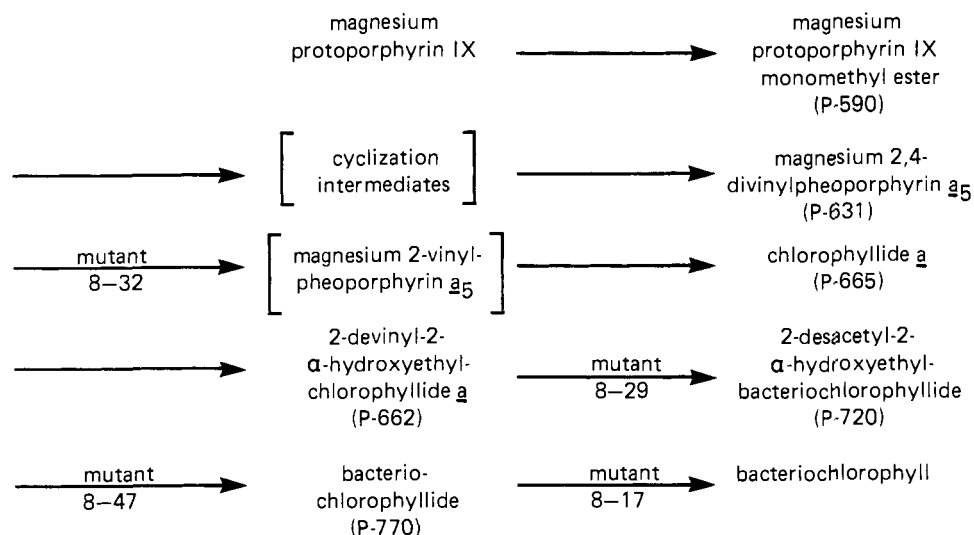 magnesium
protoporphyrin IX
magnesium
protoporphyrin IX
monomethyl ester
(P-590)
cyclization
intermediates
magnesium 2,4-
divinylpheoporphyrin a5
(P-631)
mutant
8–32
magnesium 2-vinyl-
pheoporphyrin a5
chlorophyllide a
(P-665)
2-devinyl-2-
α-hydroxyethyl-
chlorophyllide a
(P-662)
mutant
8–29
2-desacetyl-2-
α-hydroxyethyl-
bacteriochlorophyllide
(P-720)
mutant
8–47
bacterio-
chlorophyllide
(P-770)
mutant
8–17
bacteriochlorophyll